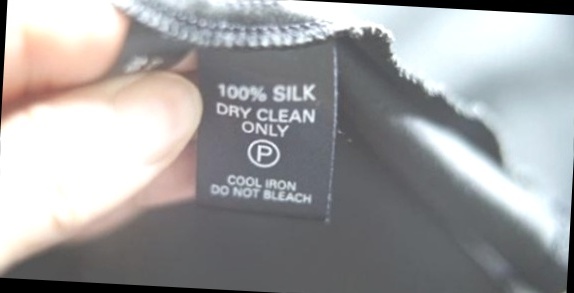 100% SILK
DRY CLEAN
ONLY
P
COOL IRON
DO NOT BLEACH